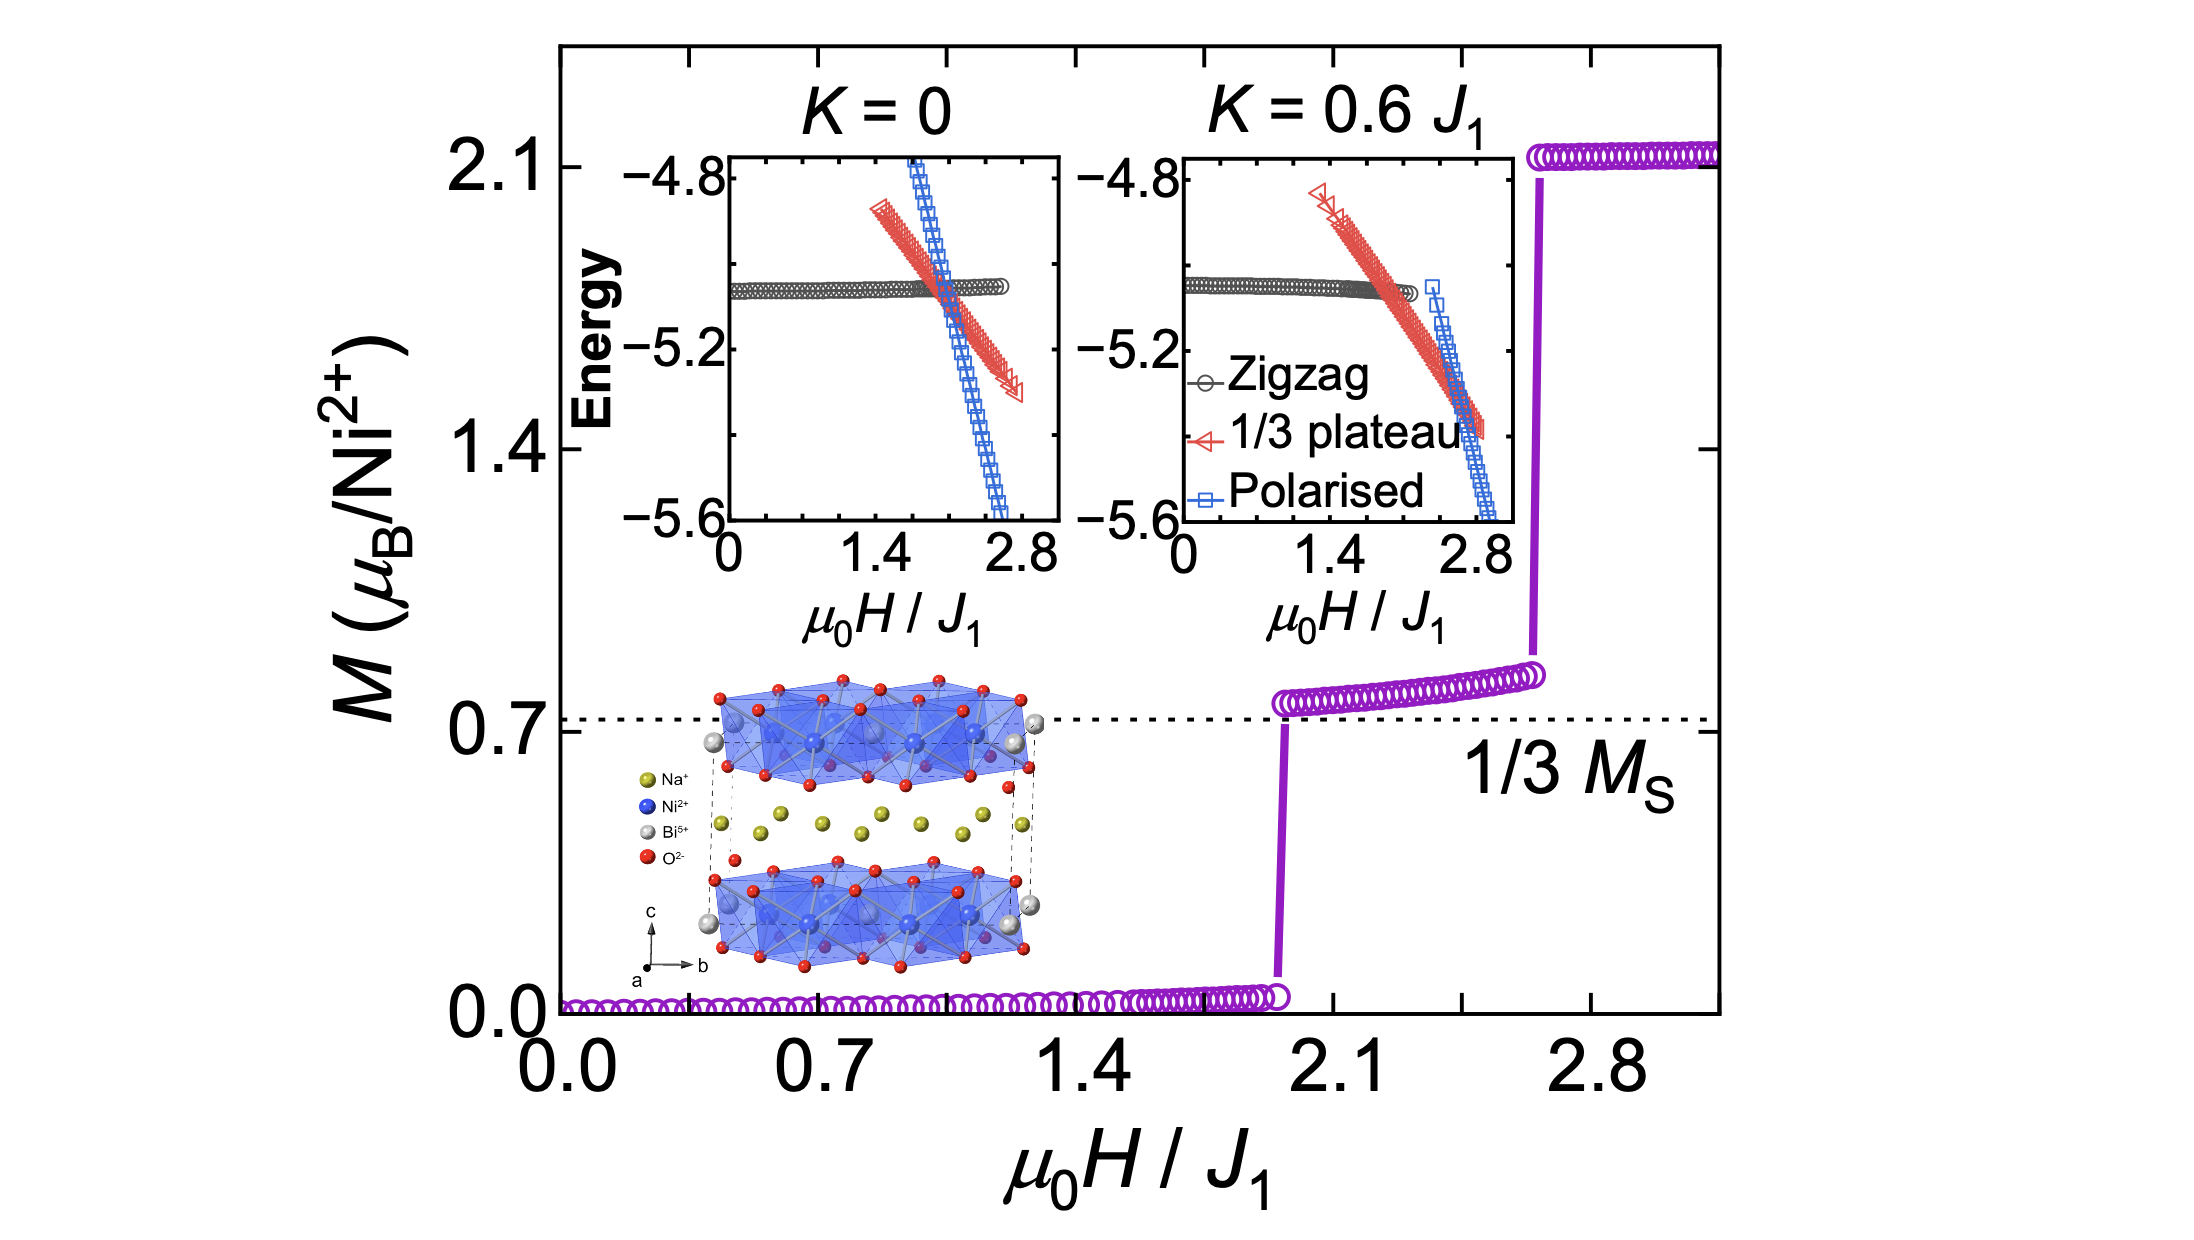 K = 0
K = 0.6 J₁
2.1
1.4
0.7
0.0
M (μ_B/Ni²⁺)
−4.8
−5.2
−5.6
Energy
0
1.4
2.8
μ₀H / J₁
−4.8
−5.2
−5.6
Zigzag
1/3 plateau
Polarised
0
1.4
2.8
μ₀H / J₁
1/3 M_S
Na⁺
Ni²⁺
Bi⁵⁺
O²⁻
c
b
a
0.0
0.7
1.4
2.1
2.8
μ₀H / J₁